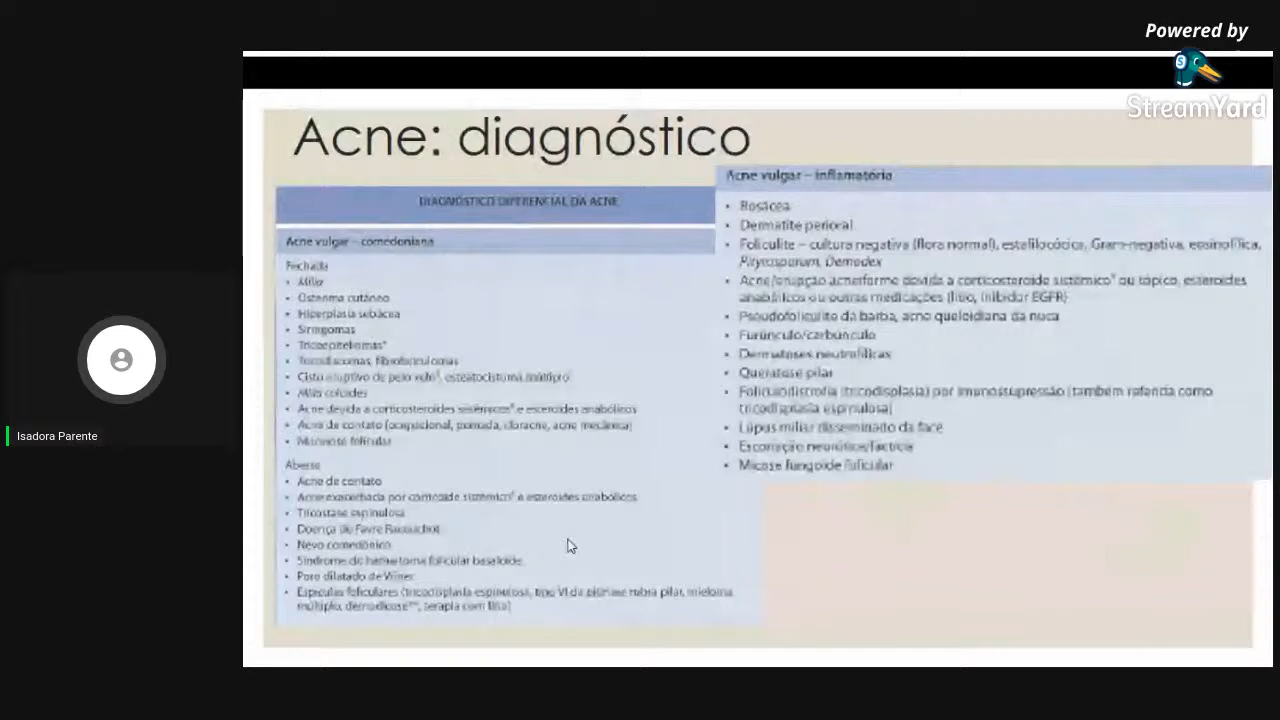 Powered by
StreamYard
Acne: diagnóstico
DIAGNÓSTICO DIFERENCIAL DA ACNE
Acne vulgar – comedoniana
Fechada
• Milia
• Osteoma cutâneo
• Hiperplasia sebácea
• Siringomas
• Tricoepiteliomas*
• Tricodiscomas, fibrofoliculomas
• Cisto eruptivo de pelo velo, esteatocistoma múltiplo
• Milia coloides
• Acne devida a corticosteroides sistêmicos e esteroides anabólicos
• Acne de contato (ocupacional, pomada, cloracne, acne mecânica)
• Mucinose folicular
Aberto
• Acne de contato
• Acne exacerbada por corticoide sistêmico e esteroides anabólicos
• Tricostase espinulosa
• Doença de Favre Racouchot
• Nevo comedônico
• Síndrome do hamartoma folicular basaloide
• Poro dilatado de Winer
• Espículas foliculares (tricodisplasia espinulosa, tipo VI da pitiríase rubra pilar, mieloma
múltiplo, demodicose, terapia com
Acne vulgar – inflamatória
• Rosácea
• Dermatite perioral
• Foliculite – cultura negativa (flora normal), estafilocócica, Gram-negativa, eosinofílica,
Pityrosporum, Demodex
• Acne/erupção acneiforme devida a corticosteroide sistêmico ou tópico, esteroides
anabólicos ou outras medicações (lítio, inibidor EGFR)
• Pseudofoliculite da barba, acne queloidiana da nuca
• Furúnculo/carbúnculo
• Dermatoses neutrofílicas
• Queratose pilar
• Foliculodistrofia (tricodisplasia) por imunossupressão (também referida como
tricodisplasia espinulosa)
• Lúpus miliar disseminado da face
• Escoriação neurótica/factícia
• Micose fungoide folicular
Isadora Parente